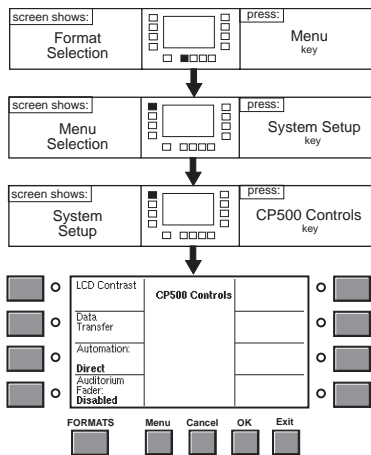 screen shows:
Format
Selection
press:
Menu
key
screen shows:
Menu
Selection
press:
System Setup
key
screen shows:
System
Setup
press:
CP500 Controls
key
LCD Contrast
CP500 Controls
Data
Transfer
Automation:
Direct
Auditorium
Fader:
Disabled
FORMATS Menu Cancel OK Exit